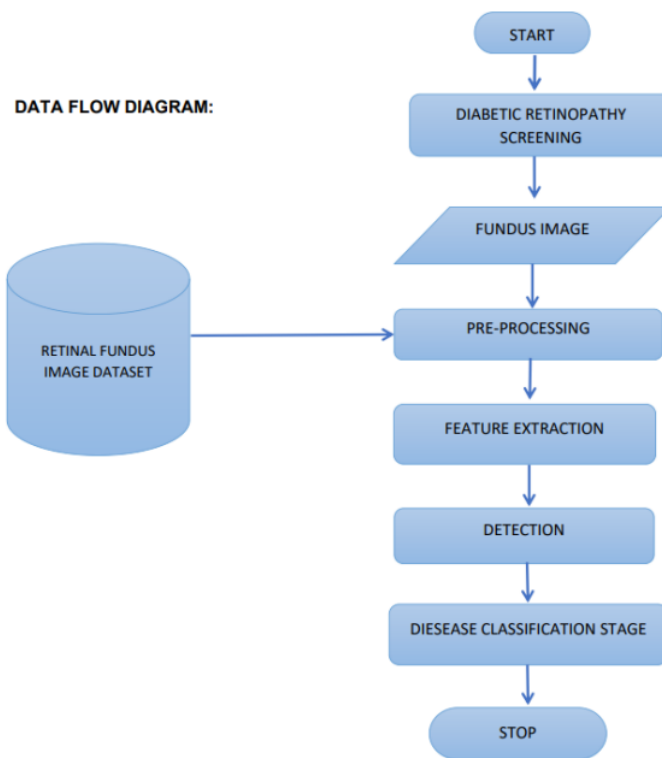 START
DATA FLOW DIAGRAM:
DIABETIC RETINOPATHY
SCREENING
FUNDUS IMAGE
PRE-PROCESSING
RETINAL FUNDUS
IMAGE DATASET
FEATURE EXTRACTION
DETECTION
DIESEASE CLASSIFICATION STAGE
STOP